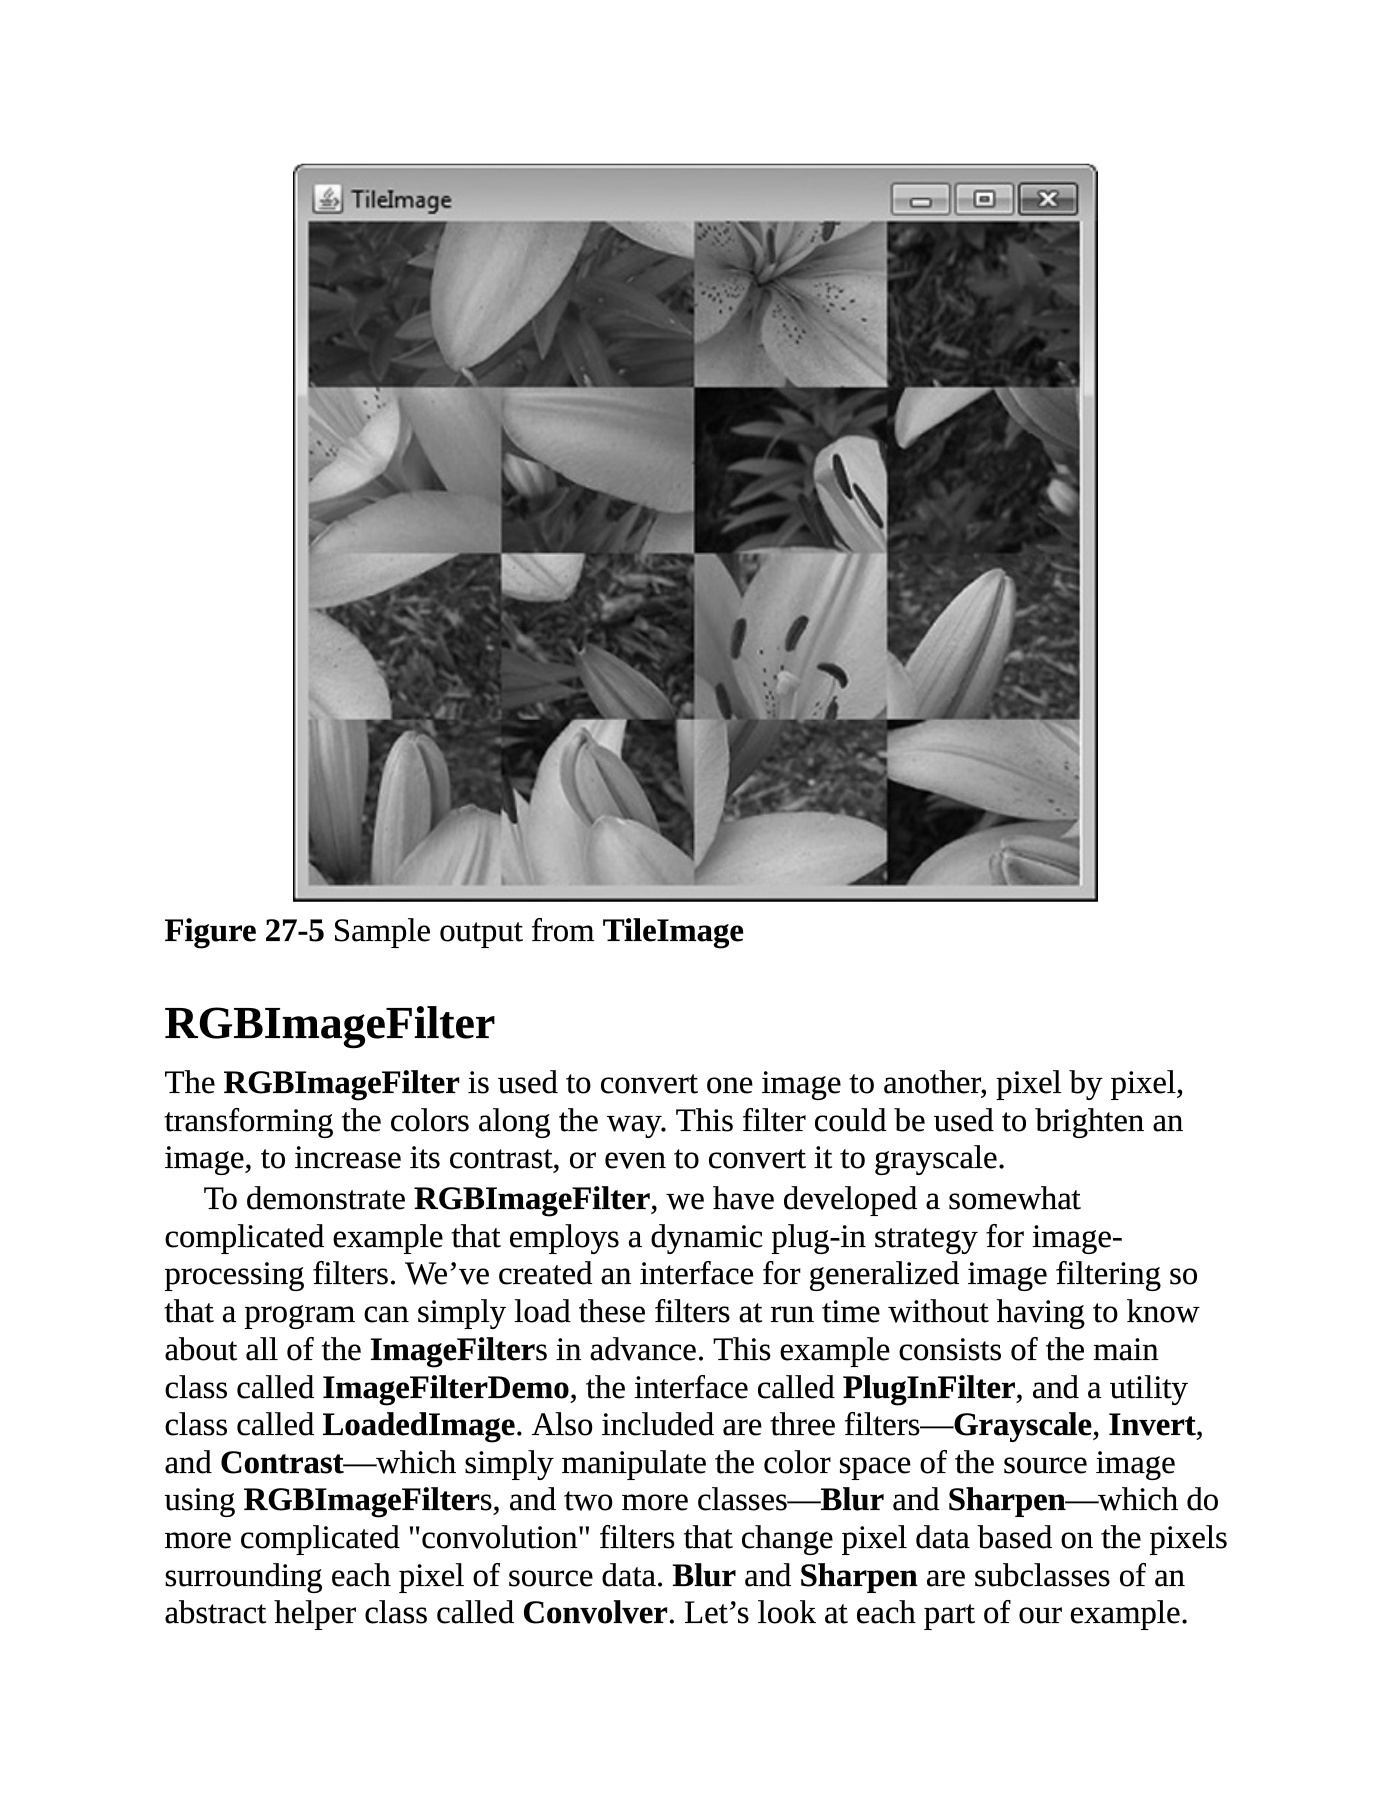 TileImage
Figure 27-5 Sample output from TileImage
RGBImageFilter
The RGBImageFilter is used to convert one image to another, pixel by pixel,
transforming the colors along the way. This filter could be used to brighten an
image, to increase its contrast, or even to convert it to grayscale.
To demonstrate RGBImageFilter, we have developed a somewhat
complicated example that employs a dynamic plug-in strategy for image-
processing filters. We’ve created an interface for generalized image filtering so
that a program can simply load these filters at run time without having to know
about all of the ImageFilters in advance. This example consists of the main
class called ImageFilterDemo, the interface called PlugInFilter, and a utility
class called LoadedImage. Also included are three filters—Grayscale, Invert,
and Contrast—which simply manipulate the color space of the source image
using RGBImageFilters, and two more classes—Blur and Sharpen—which do
more complicated "convolution" filters that change pixel data based on the pixels
surrounding each pixel of source data. Blur and Sharpen are subclasses of an
abstract helper class called Convolver. Let’s look at each part of our example.